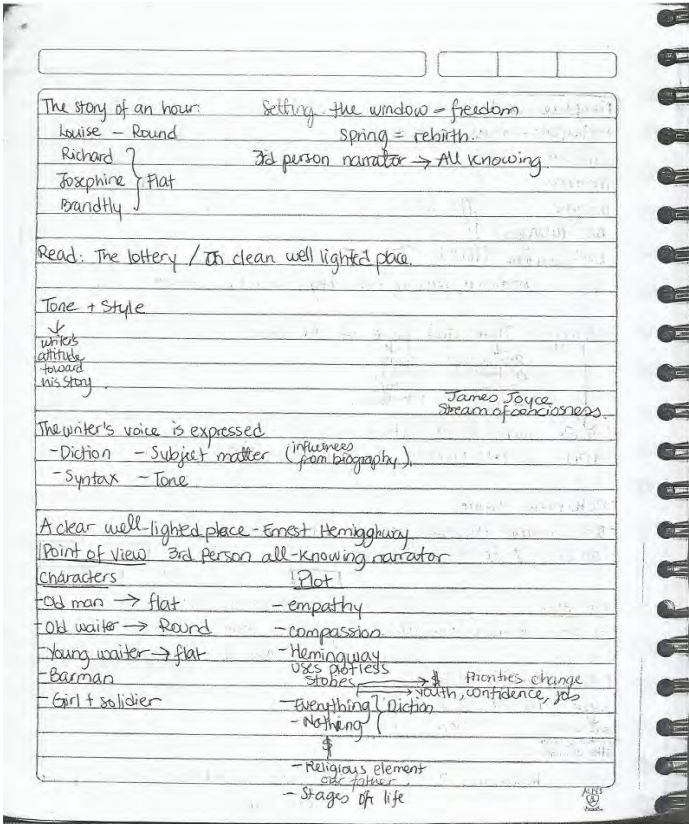 The story of an hour: Setting. the window = freedom
Louise - Round spring = rebirth.
Richard 3rd person narrator → All Knowing
Josephine } Flat
Brandtly
Read: The lottery / clean well lighted place.
Tone + Style
↓
writer's
attitude
toward
his story.
James Joyce
Stream of conciosness.
The writer's voice is expressed
- Diction - Subject matter (influences from biography).
- Syntax - Tone
A clear well-lighted place - Ernest Hemigghury
Point of View 3rd Person all-knowing narrator
Characters Plot
- Old man → flat - empathy
- Old waiter → Round - compassion
- Young waiter → flat - Hemingway
uses plotless
- Barman stories → $ Priorities change
→ Youth, confidence, job
- Girl + solidier - Everything } Diction
- Nothing
$
- Religious element
our father
- Stages of life